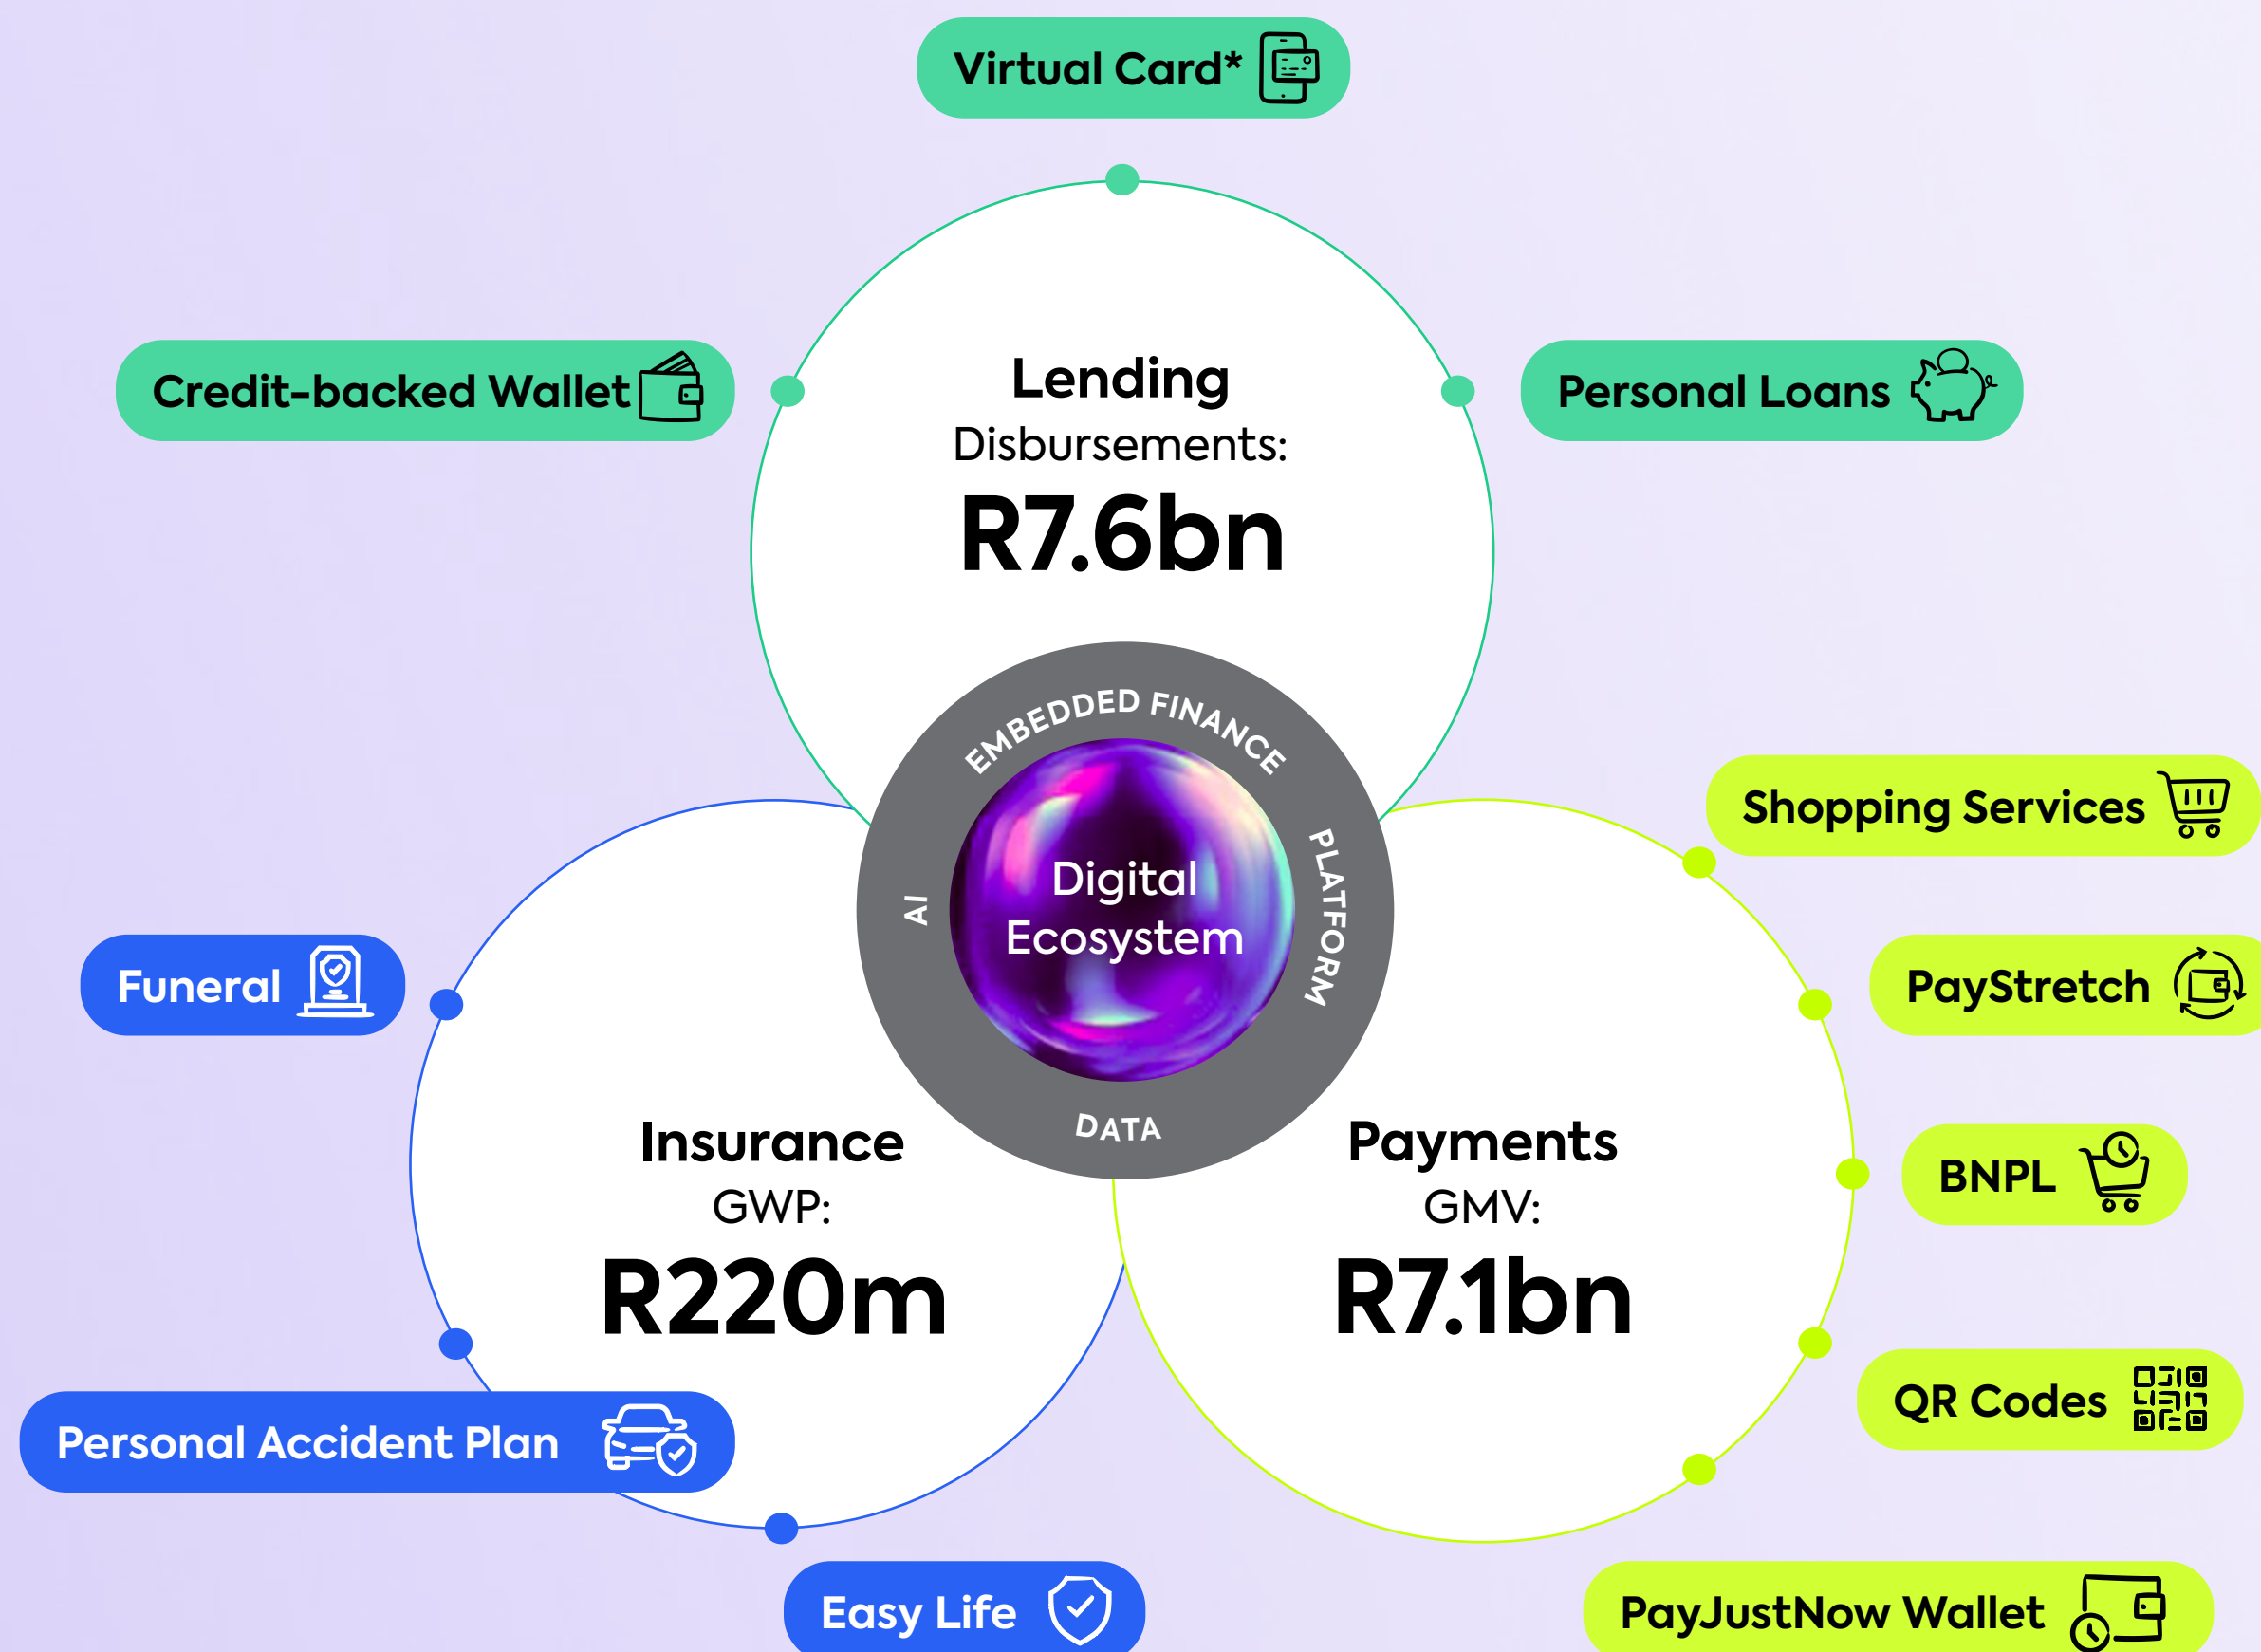 Virtual Card*
Credit-backed Wallet
Personal Loans
Lending
Disbursements:
R7.6bn
EMBEDDED FINANCE
PLATFORM
AI
DATA
Digital
Ecosystem
Shopping Services
PayStretch
BNPL
QR Codes
PayJustNow Wallet
Payments
GMV:
R7.1bn
Insurance
GWP:
R220m
Funeral
Personal Accident Plan
Easy Life